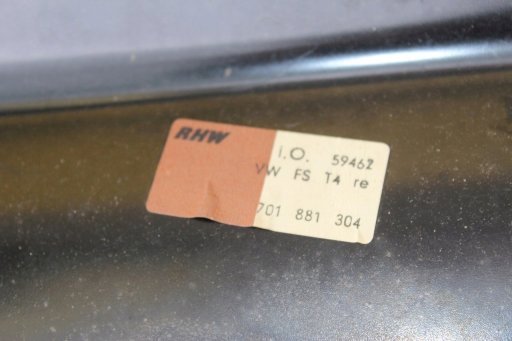 RHW
i.O. 59462
VW FS T4 re
701 881 304